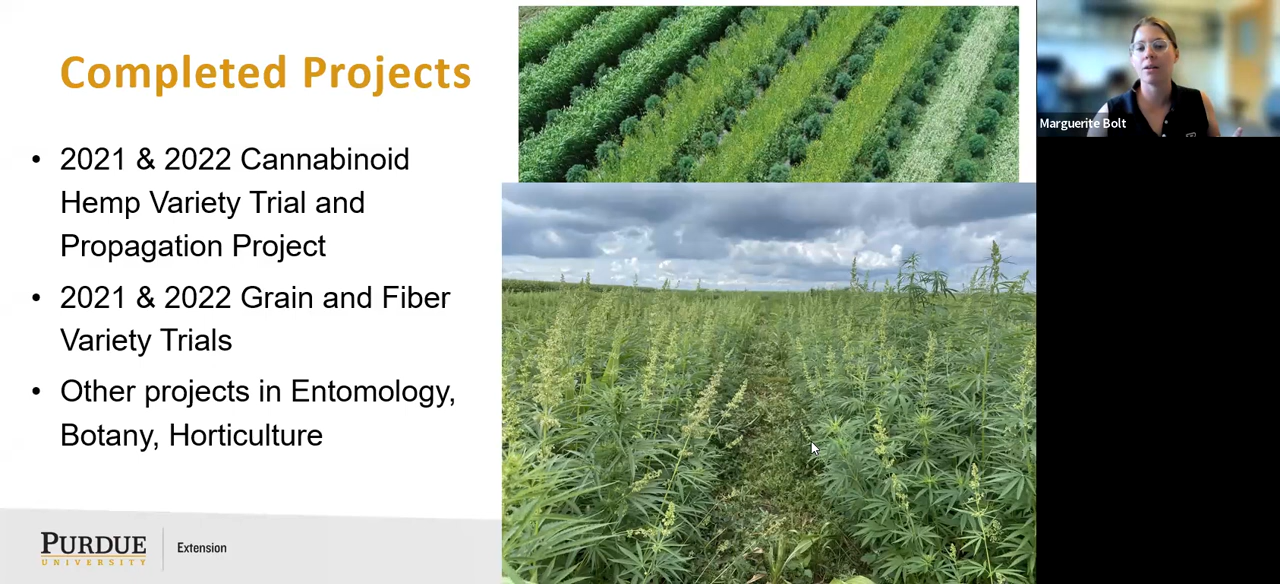 Completed Projects
• 2021 & 2022 Cannabinoid
Hemp Variety Trial and
Propagation Project
• 2021 & 2022 Grain and Fiber
Variety Trials
• Other projects in Entomology,
Botany, Horticulture
PURDUE
UNIVERSITY
Extension
Marguerite Bolt